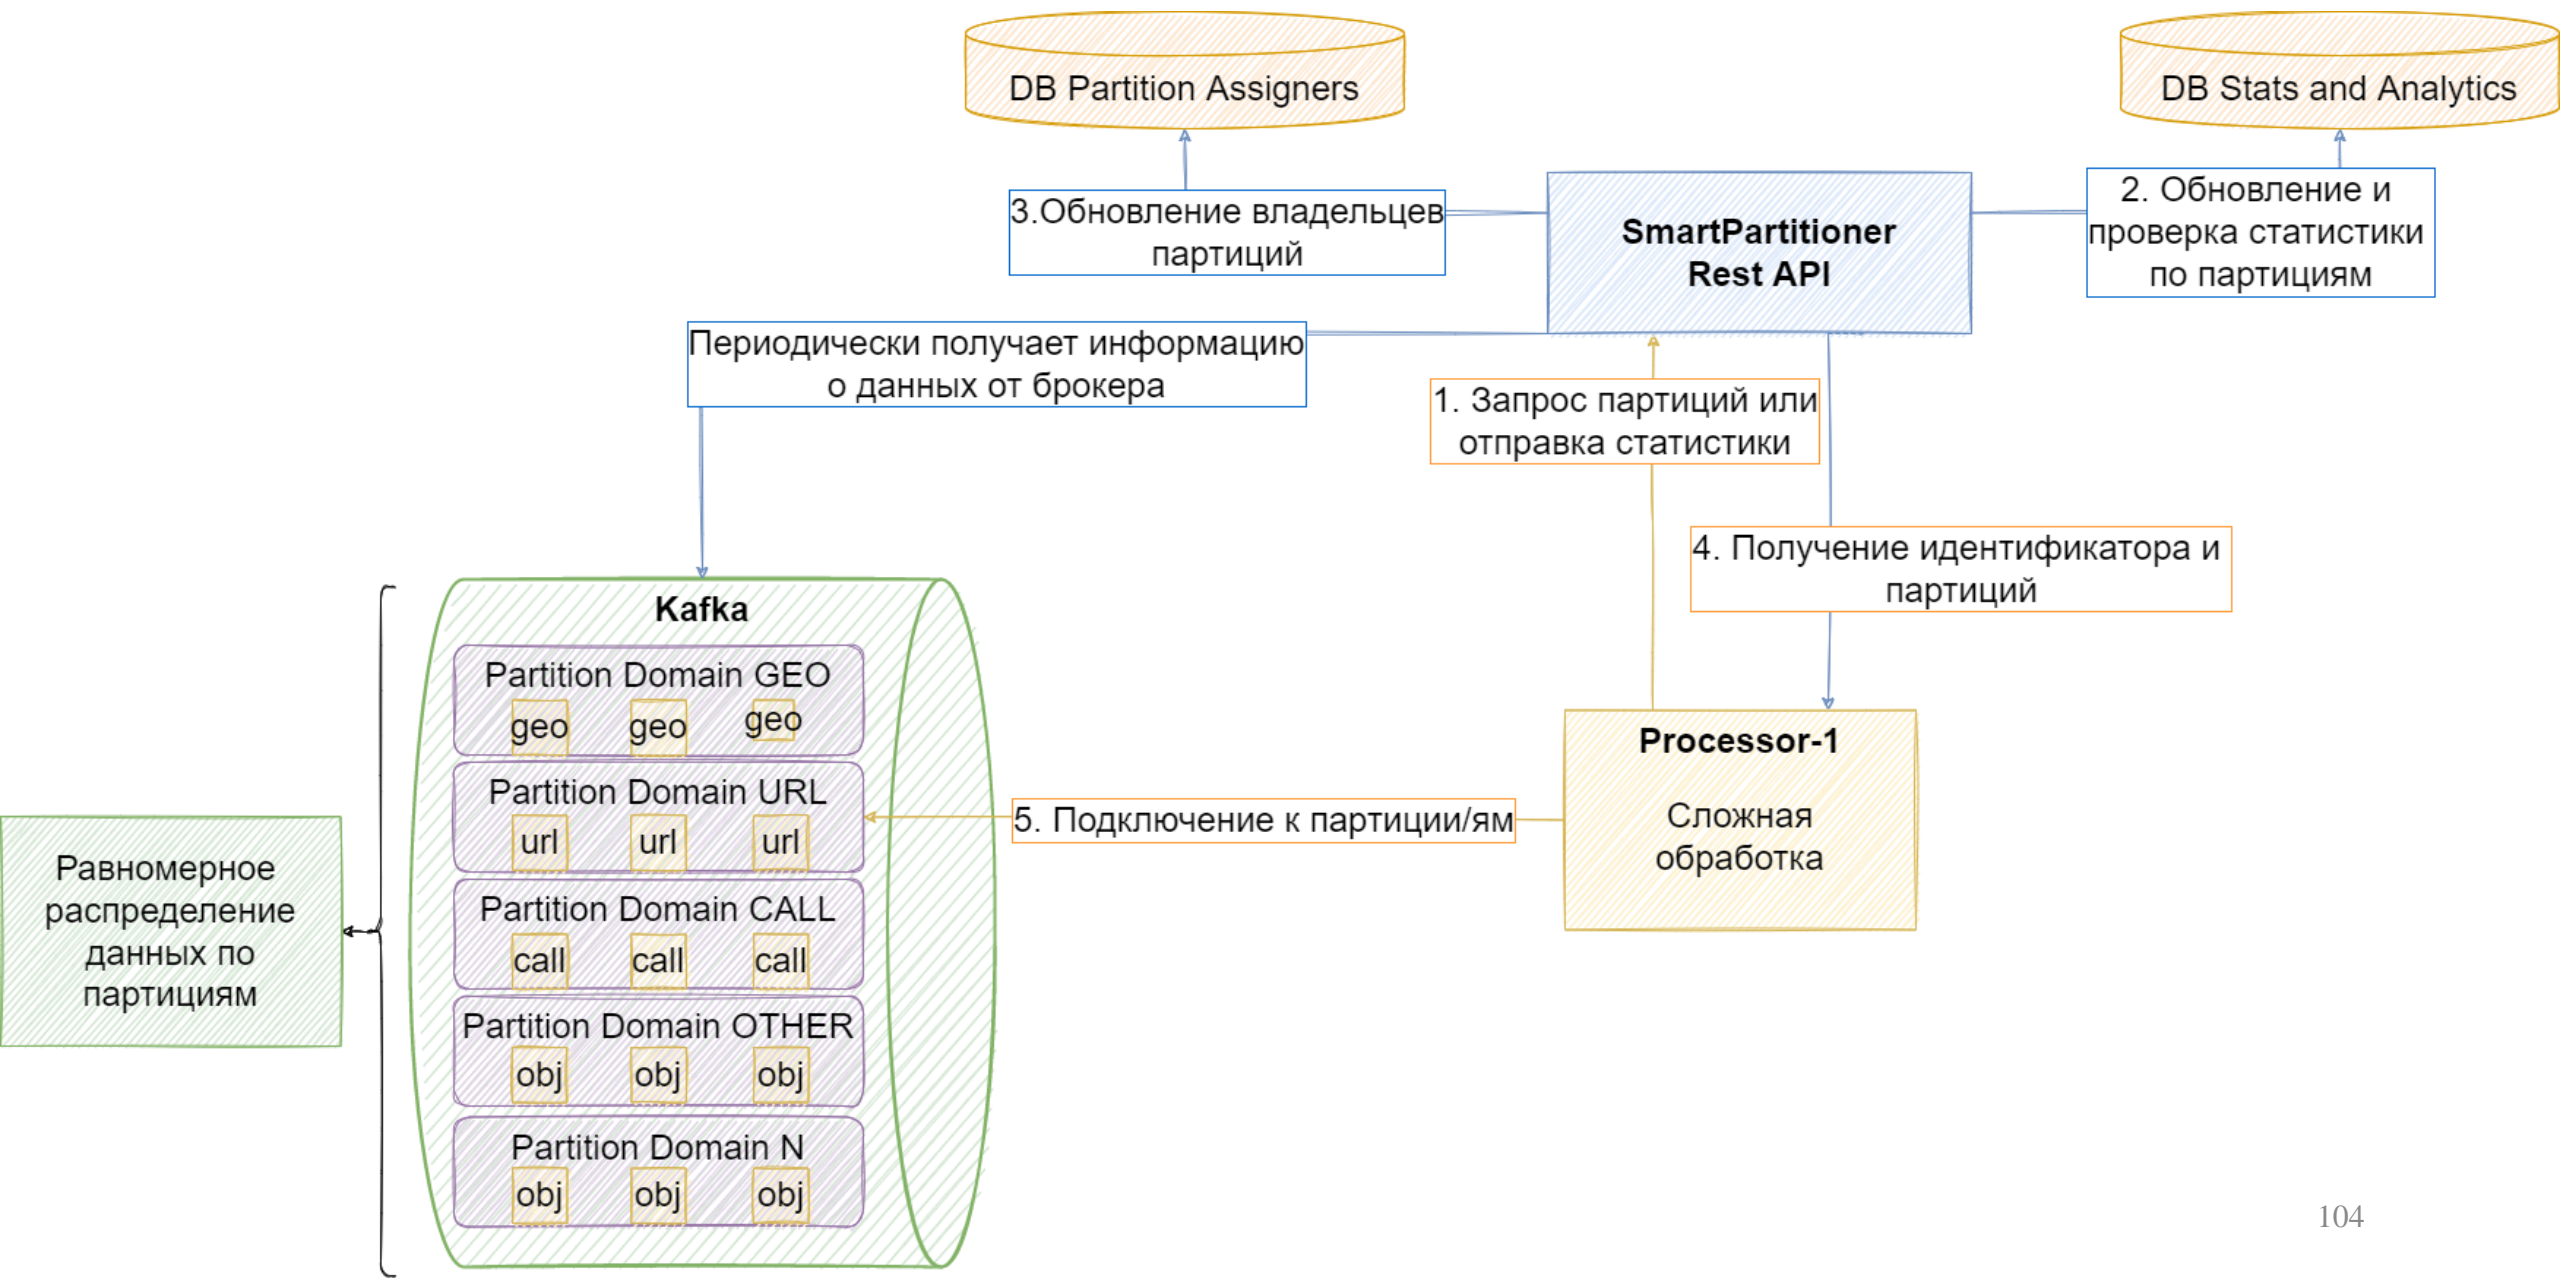 DB Partition Assigners
DB Stats and Analytics
3.Обновление владельцев
партиций
SmartPartitioner
Rest API
2. Обновление и
проверка статистики
по партициям
Периодически получает информацию
о данных от брокера
1. Запрос партиций или
отправка статистики
4. Получение идентификатора и
партиций
Kafka
Partition Domain GEO
geo geo geo
Partition Domain URL
url url url
Partition Domain CALL
call call call
Partition Domain OTHER
obj obj obj
Partition Domain N
obj obj obj
5. Подключение к партиции/ям
Processor-1
Сложная
обработка
Равномерное
распределение
данных по
партициям
104